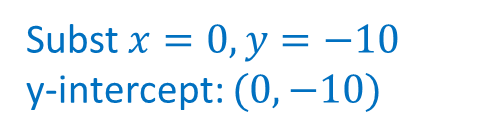 Subst x = 0, y = −10
y-intercept: (0, −10)